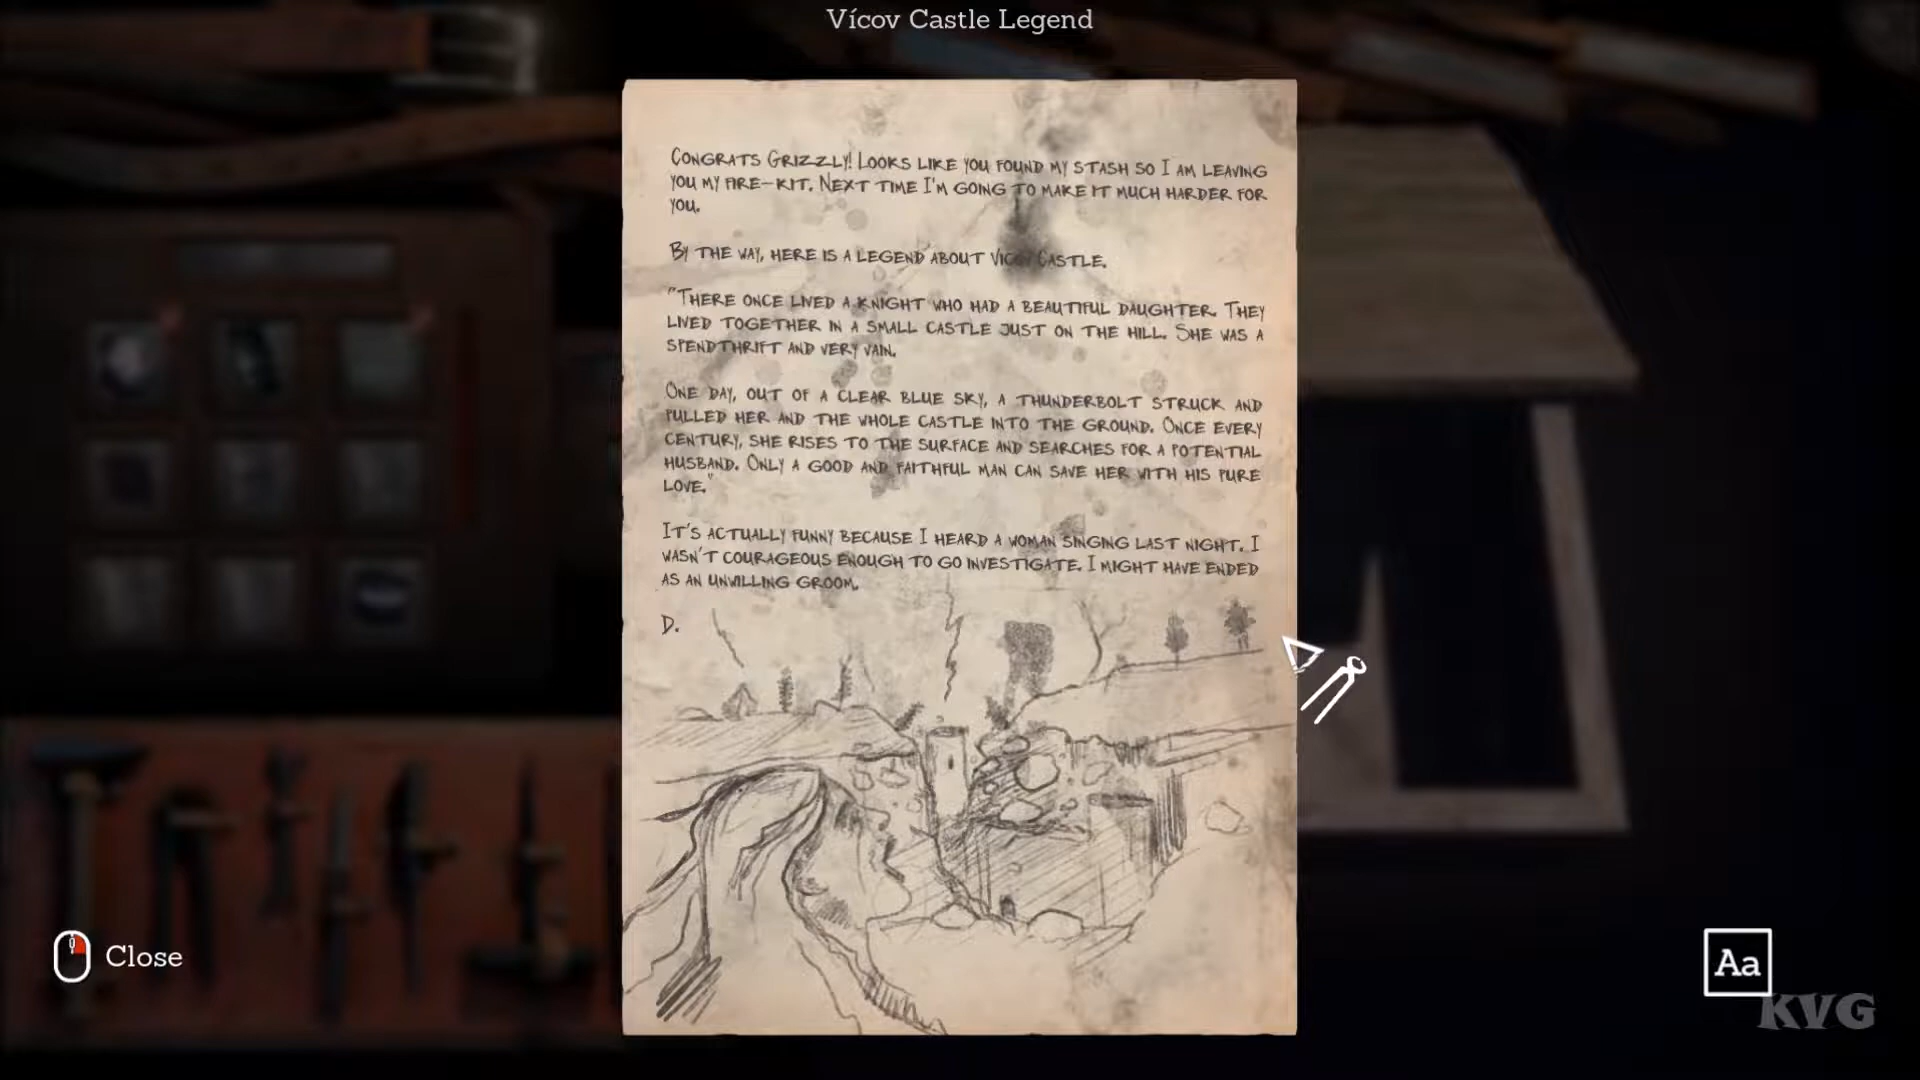 Vícov Castle Legend
CONGRATS GRIZZLY! LOOKS LIKE YOU FOUND MY STASH SO I AM LEAVING
YOU MY FIRE-KIT. NEXT TIME I'M GOING TO MAKE IT MUCH HARDER FOR
YOU.
BY THE WAY, HERE IS A LEGEND ABOUT VÍCOV CASTLE.
"THERE ONCE LIVED A KNIGHT WHO HAD A BEAUTIFUL DAUGHTER. THEY
LIVED TOGETHER IN A SMALL CASTLE JUST ON THE HILL. SHE WAS A
SPENDTHRIFT AND VERY VAIN.
ONE DAY, OUT OF A CLEAR BLUE SKY, A THUNDERBOLT STRUCK AND
PULLED HER AND THE WHOLE CASTLE INTO THE GROUND. ONCE EVERY
CENTURY, SHE RISES TO THE SURFACE AND SEARCHES FOR A POTENTIAL
HUSBAND. ONLY A GOOD AND FAITHFUL MAN CAN SAVE HER WITH HIS PURE
LOVE."
IT'S ACTUALLY FUNNY BECAUSE I HEARD A WOMAN SINGING LAST NIGHT. I
WASN'T COURAGEOUS ENOUGH TO GO INVESTIGATE. I MIGHT HAVE ENDED
AS AN UNWILLING GROOM.
D.
Close
Aa
KVG